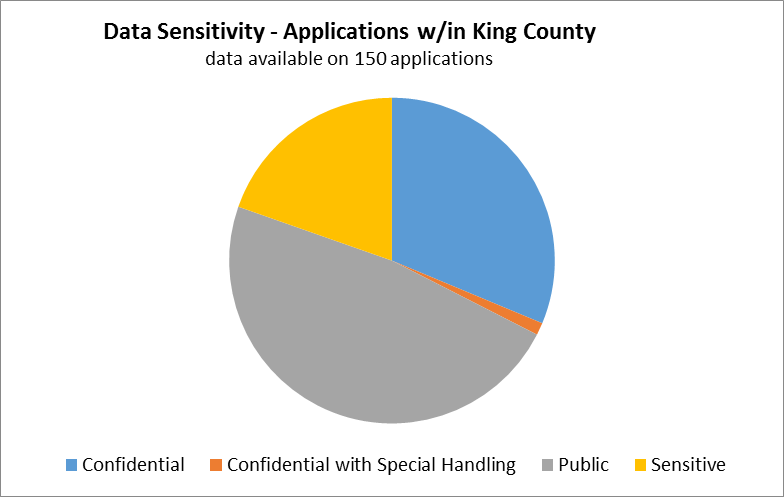 Data Sensitivity - Applications w/in King County
data available on 150 applications
Confidential Confidential with Special Handling Public Sensitive